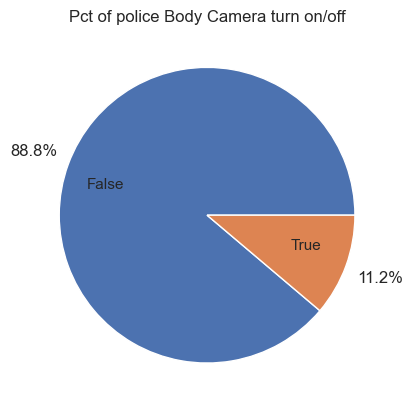 Pct of police Body Camera turn on/off
88.8%
False
True
11.2%